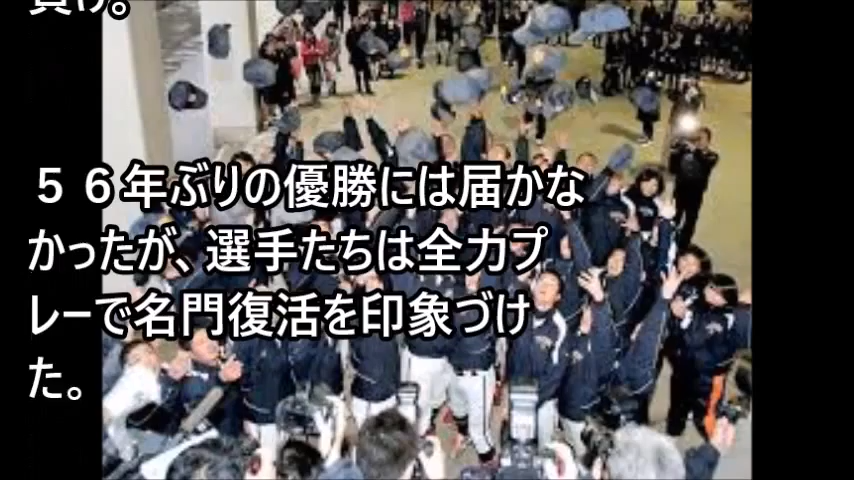 負け。
５６年ぶりの優勝には届かな
かったが、選手たちは全力プ
レーで名門復活を印象づけ
た。